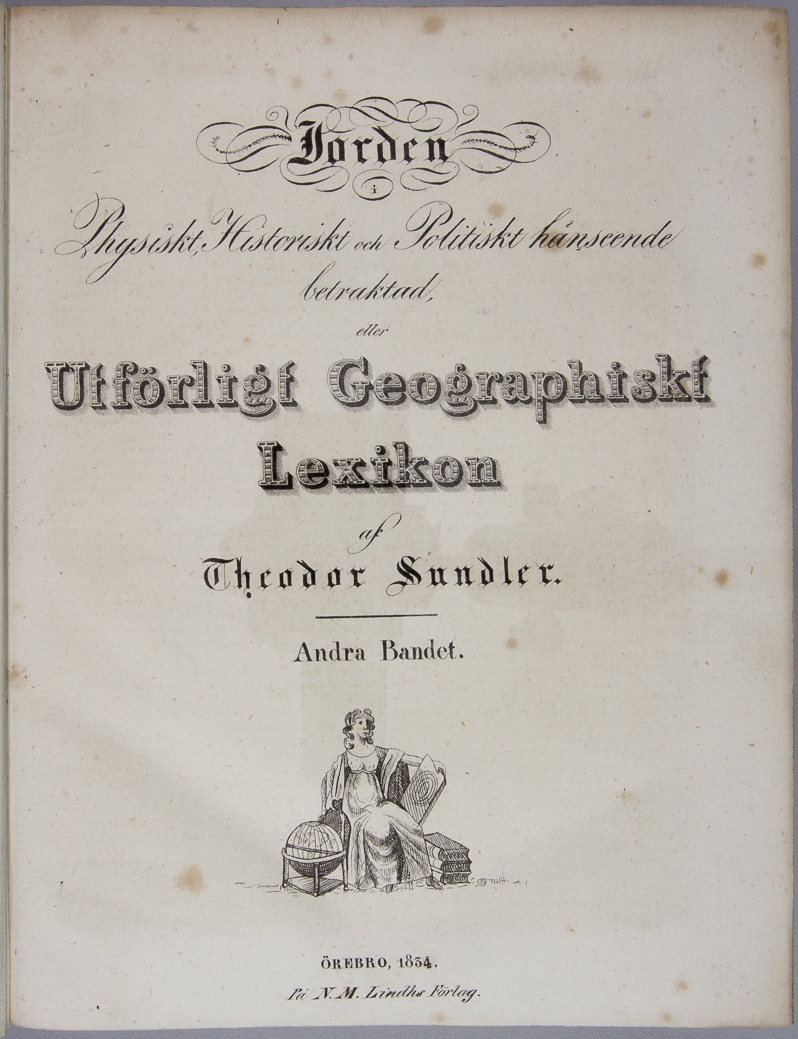 Jorden
i
Physiskt, Historiskt och Politiskt hänseende
betraktad,
eller
Utförligt Geographiskt
Lexikon
af
Theodor Sundler.
Andra Bandet.
ÖREBRO, 1834.
På N. M. Lindhs Förlag.